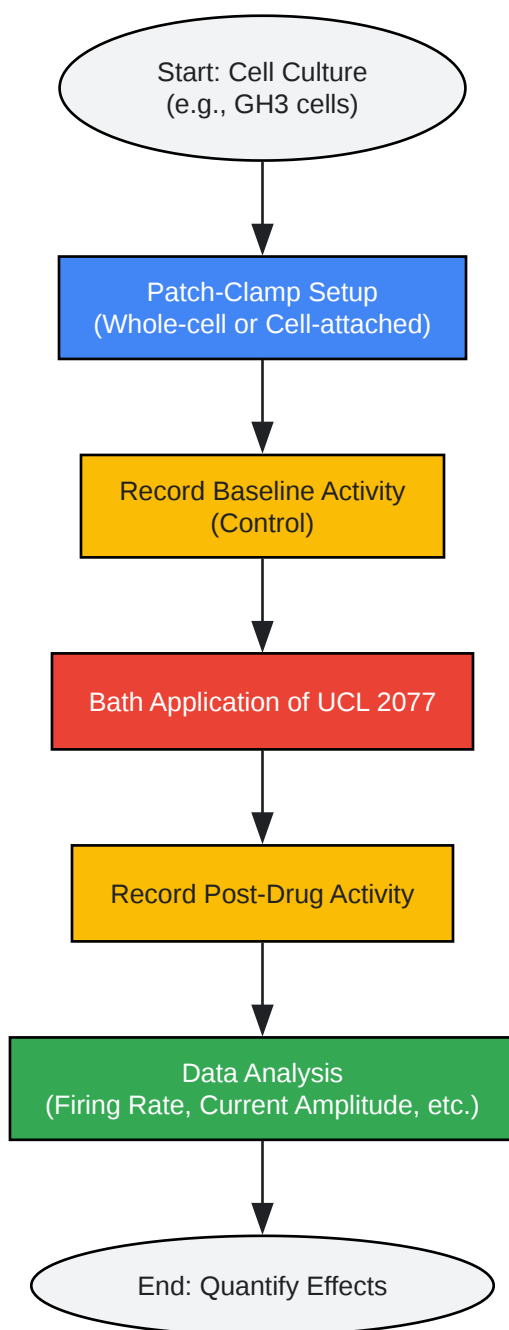 Start: Cell Culture
(e.g., GH3 cells)
Patch-Clamp Setup
(Whole-cell or Cell-attached)
Record Baseline Activity
(Control)
Bath Application of UCL 2077
Record Post-Drug Activity
Data Analysis
(Firing Rate, Current Amplitude, etc.)
End: Quantify Effects